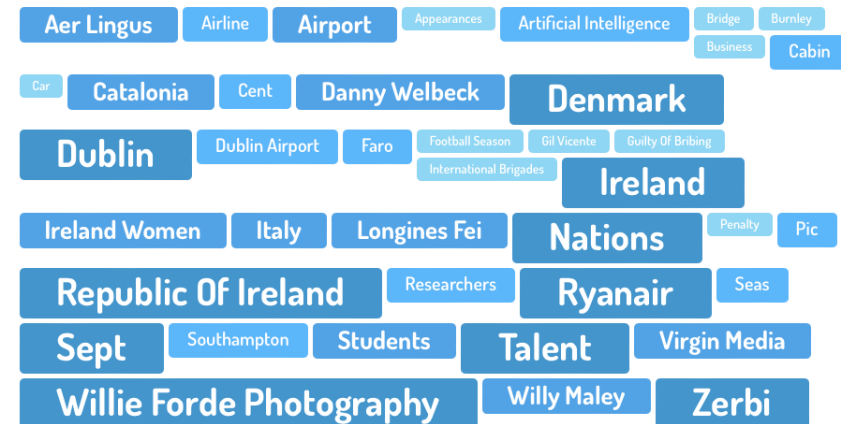 Aer Lingus Airline Airport Appearances Artificial Intelligence Bridge Burnley
Business Cabin
Car Catalonia Cent Danny Welbeck Denmark
Dublin Dublin Airport Faro Football Season Gil Vicente Guilty Of Bribing
International Brigades Ireland
Ireland Women Italy Longines Fei Nations Penalty Pic
Republic Of Ireland Researchers Ryanair Seas
Sept Southampton Students Talent Virgin Media
Willie Forde Photography Willy Maley Zerbi